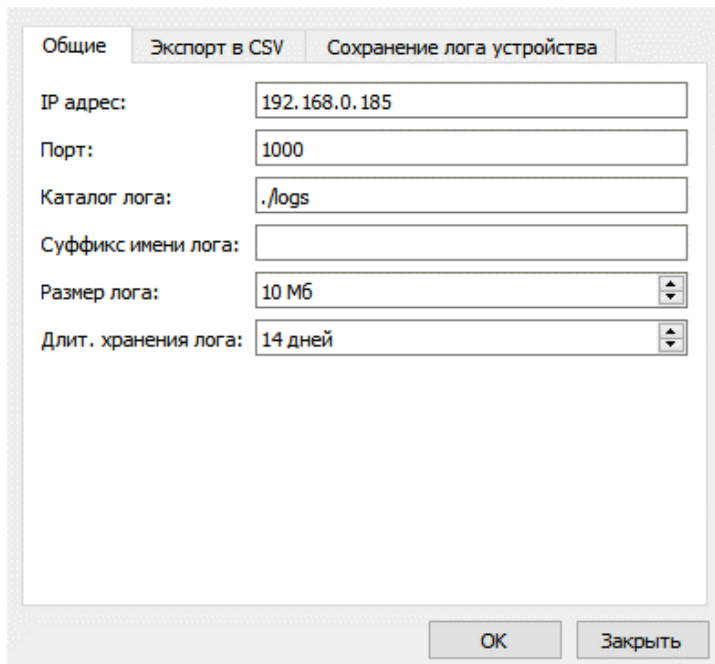 Общие Экспорт в CSV Сохранение лога устройства
IP адрес: 192.168.0.185
Порт: 1000
Каталог лога: ./logs
Суффикс имени лога:
Размер лога: 10 Мб
Длит. хранения лога: 14 дней
OK Закрыть